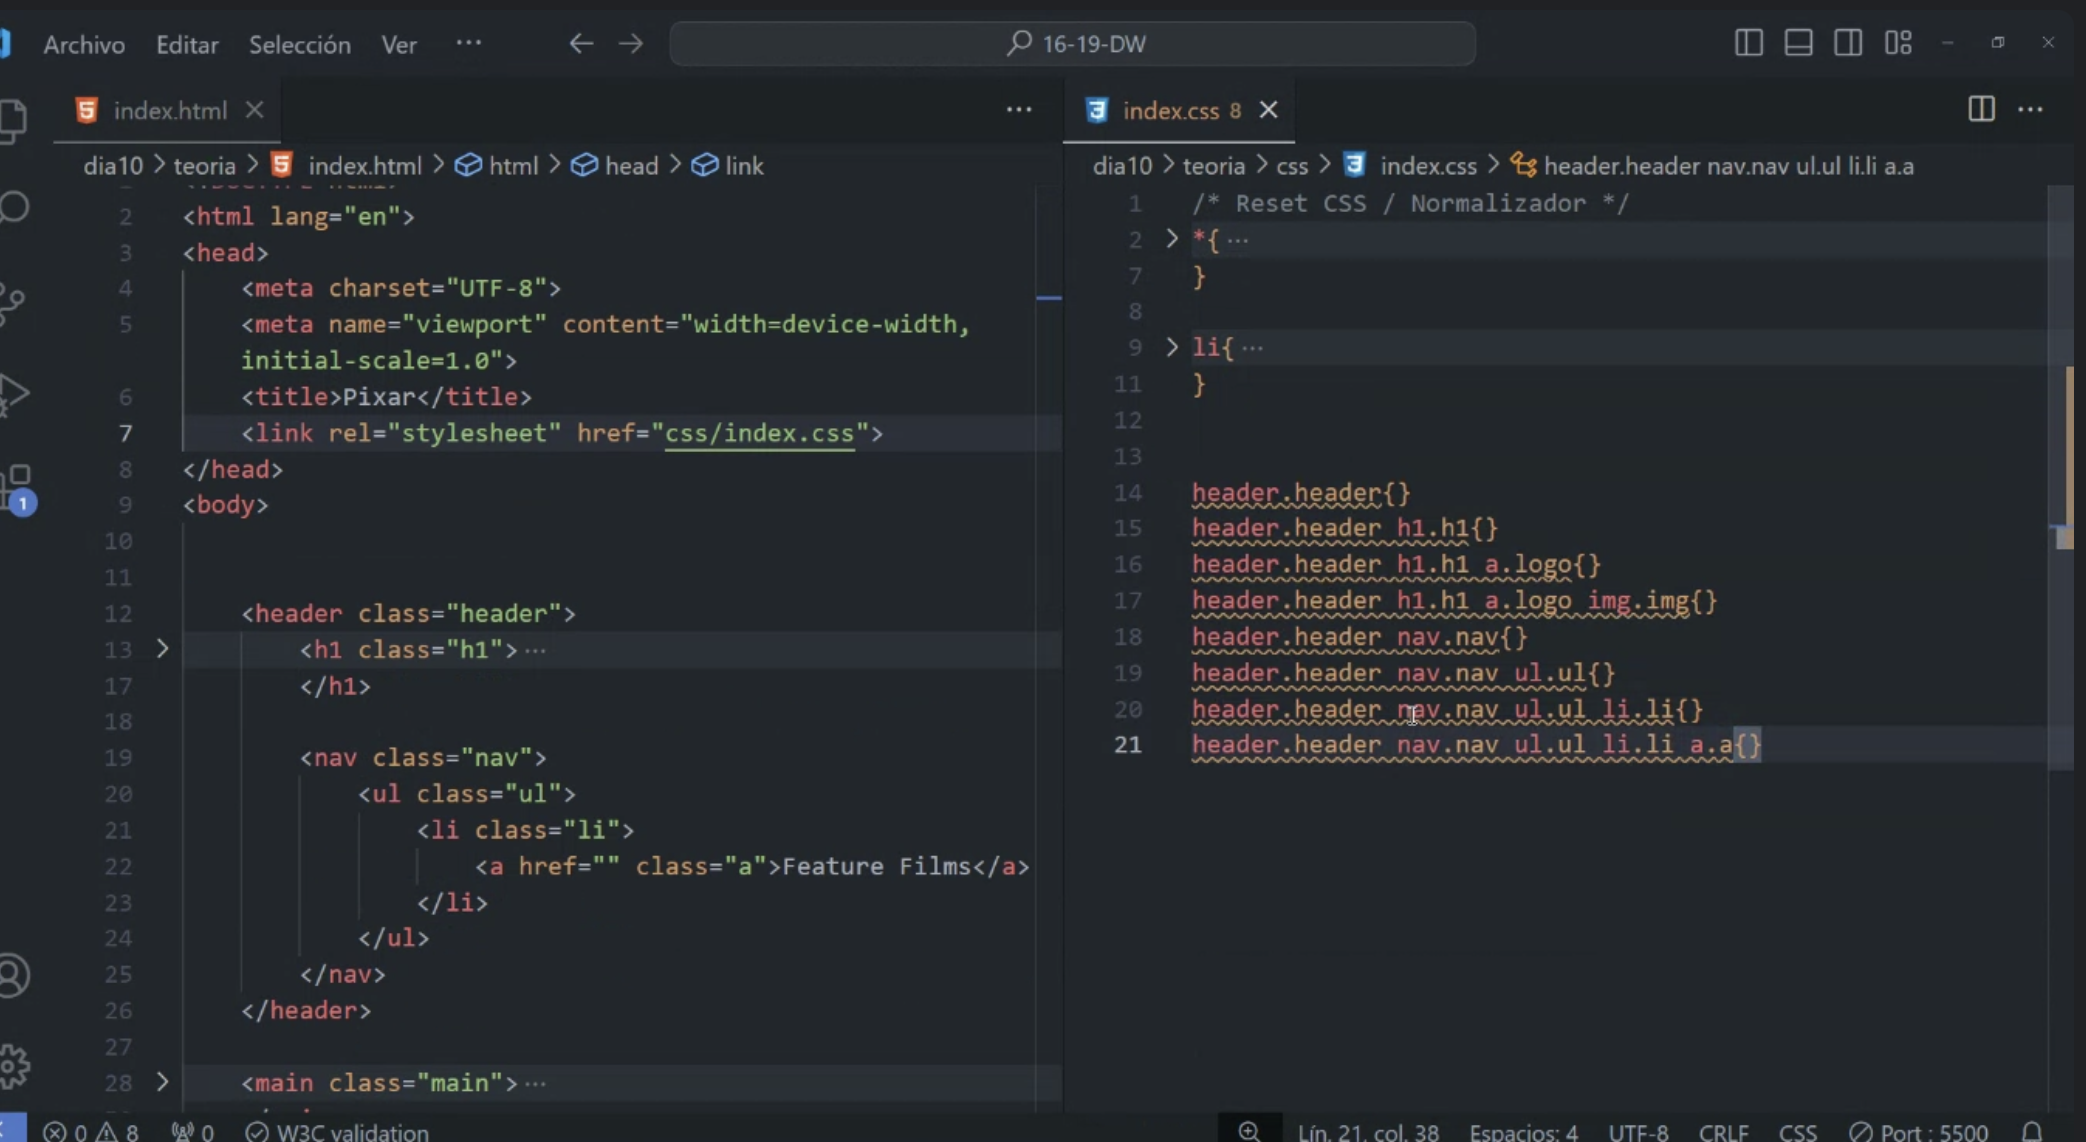 Archivo Editar Selección Ver ··· 16-19-DW
index.html
dia10 > teoria > index.html > html > head > link
2 <html lang="en">
3 <head>
4 <meta charset="UTF-8">
5 <meta name="viewport" content="width=device-width,
initial-scale=1.0">
6 <title>Pixar</title>
7 <link rel="stylesheet" href="css/index.css">
8 </head>
9 <body>
10
11
12 <header class="header">
13 <h1 class="h1">···
17 </h1>
18
19 <nav class="nav">
20 <ul class="ul">
21 <li class="li">
22 <a href="" class="a">Feature Films</a>
23 </li>
24 </ul>
25 </nav>
26 </header>
27
28 <main class="main">···
index.css 8
dia10 > teoria > css > index.css > header.header nav.nav ul.ul li.li a.a
1 /* Reset CSS / Normalizador */
2 *{···
7 }
8
9 li{···
11 }
12
13
14 header.header{}
15 header.header h1.h1{}
16 header.header h1.h1 a.logo{}
17 header.header h1.h1 a.logo img.img{}
18 header.header nav.nav{}
19 header.header nav.nav ul.ul{}
20 header.header nav.nav ul.ul li.li{}
21 header.header nav.nav ul.ul li.li a.a{}
1
0 8 0 W3C validation Lín. 21, col. 38 Espacios: 4 UTF-8 CRLF CSS Port : 5500